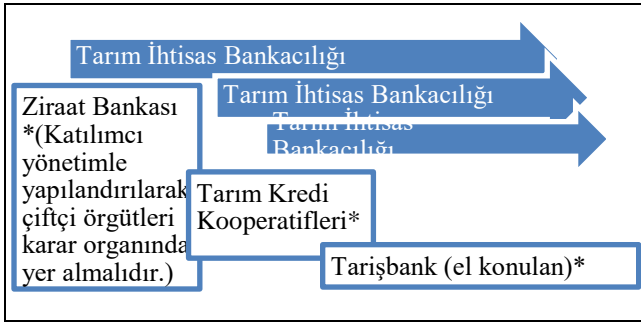 Tarım İhtisas Bankacılığı
Tarım İhtisas Bankacılığı
Tarım İhtisas
Bankacılığı
Ziraat Bankası
*(Katılımcı
yönetimle
yapılandırılarak
çiftçi örgütleri
karar organında
yer almalıdır.)
Tarım Kredi
Kooperatifleri*
Tarişbank (el konulan)*